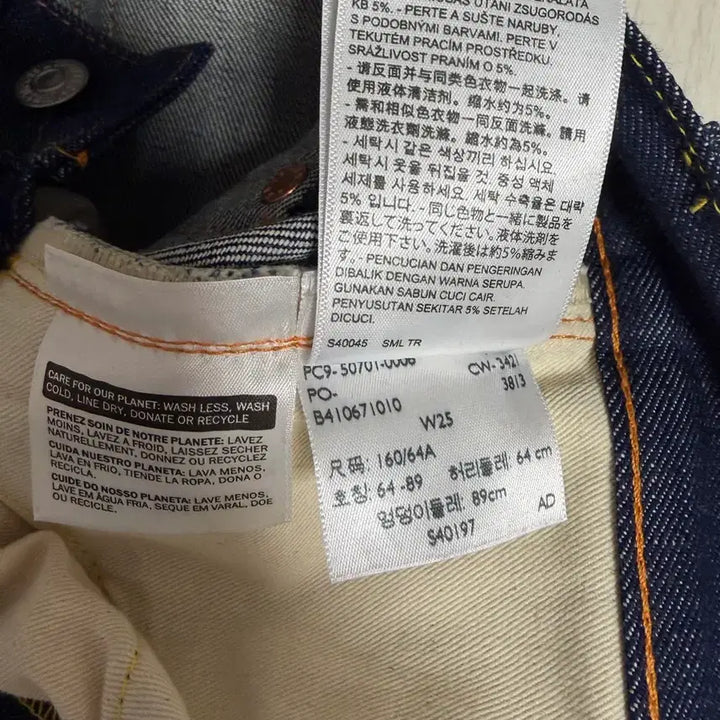 KB 5%. - PERTE A SUŠTE NARUBY,
S PODOBNÝMI BARVAMI. PERTE V
TEKUTÉM PRACÍM PROSTŘEDKU.
SRÁŽLIVOST PRANÍM O 5%.
- 请反面并与同类色衣物一起洗涤。请
使用液体清洁剂。缩水约为5%。
- 需和相似色衣物一同反面洗滌。請用
液態洗衣劑洗滌。縮水約為5%。
- 세탁시 같은 색상끼리 하십시요.
세탁시 옷을 뒤집을 것. 중성 액체
세제를 사용하세요. 세탁 수축율은 대략
5% 입니다. - 同じ色物と一緒に製品を
裏返して洗ってください。液体洗剤を
ご使用下さい。洗濯後は約5%縮みま
す。 - PENCUCIAN DAN PENGERINGAN
DIBALIK DENGAN WARNA SERUPA.
GUNAKAN SABUN CUCI CAIR.
PENYUSUTAN SEKITAR 5% SETELAH
DICUCI.
S40045 SML TR
CARE FOR OUR PLANET: WASH LESS, WASH
COLD, LINE DRY, DONATE OR RECYCLE
PRENEZ SOIN DE NOTRE PLANETE: LAVEZ
MOINS, LAVEZ A FROID, LAISSEZ SECHER
NATURELLEMENT, DONNEZ OU RECYCLEZ
CUIDA NUESTRO PLANETA: LAVA MENOS,
LAVA EN FRIO, TIENDE LA ROPA, DONA O
RECICLA.
CUIDE DO NOSSO PLANETA: LAVE MENOS,
LAVE EM ÁGUA FRIA, SEQUE EM VARAL, DOE
OU RECICLE.
PC9-50701-0006 CW-342
3813
PO-
B410671010
W25
尺码: 160/64A
호칭: 64-89 허리둘레: 64 cm
엉덩이둘레: 89cm
AD
S40197